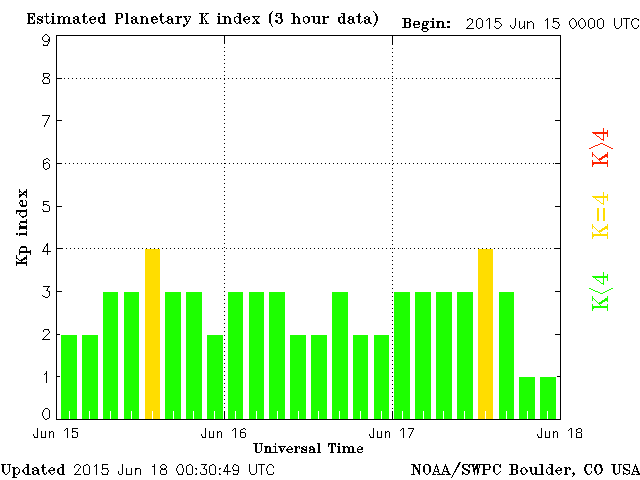 Estimated Planetary K index (3 hour data) Begin: 2015 Jun 15 0000 UTC
9
8
7
6
5
4
3
2
1
0
Kp index
K>4
K=4
K<4
Jun 15 Jun 16 Jun 17 Jun 18
Universal Time
Updated 2015 Jun 18 00:30:49 UTC NOAA/SWPC Boulder, CO USA